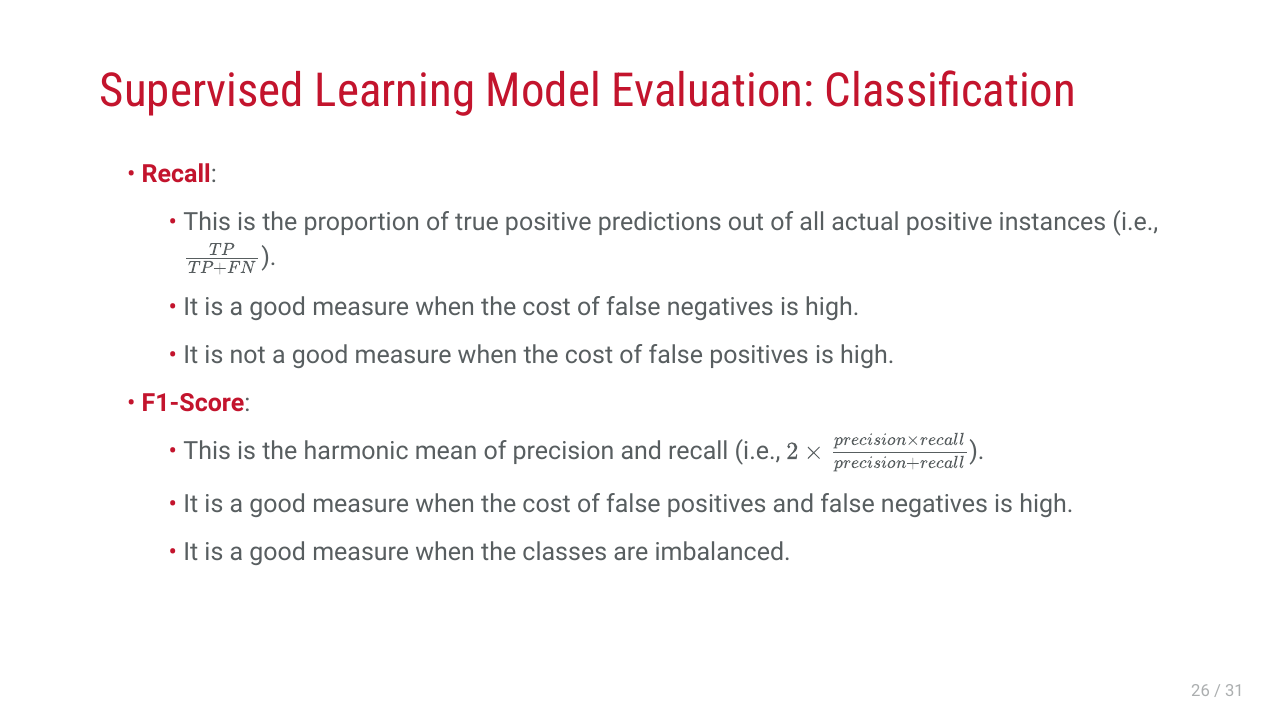 Supervised Learning Model Evaluation: Classification
• Recall:
• This is the proportion of true positive predictions out of all actual positive instances (i.e.,
$\frac{TP}{TP+FN}$).
• It is a good measure when the cost of false negatives is high.
• It is not a good measure when the cost of false positives is high.
• F1-Score:
• This is the harmonic mean of precision and recall (i.e., $2 \times \frac{precision \times recall}{precision+recall}$).
• It is a good measure when the cost of false positives and false negatives is high.
• It is a good measure when the classes are imbalanced.
26 / 31